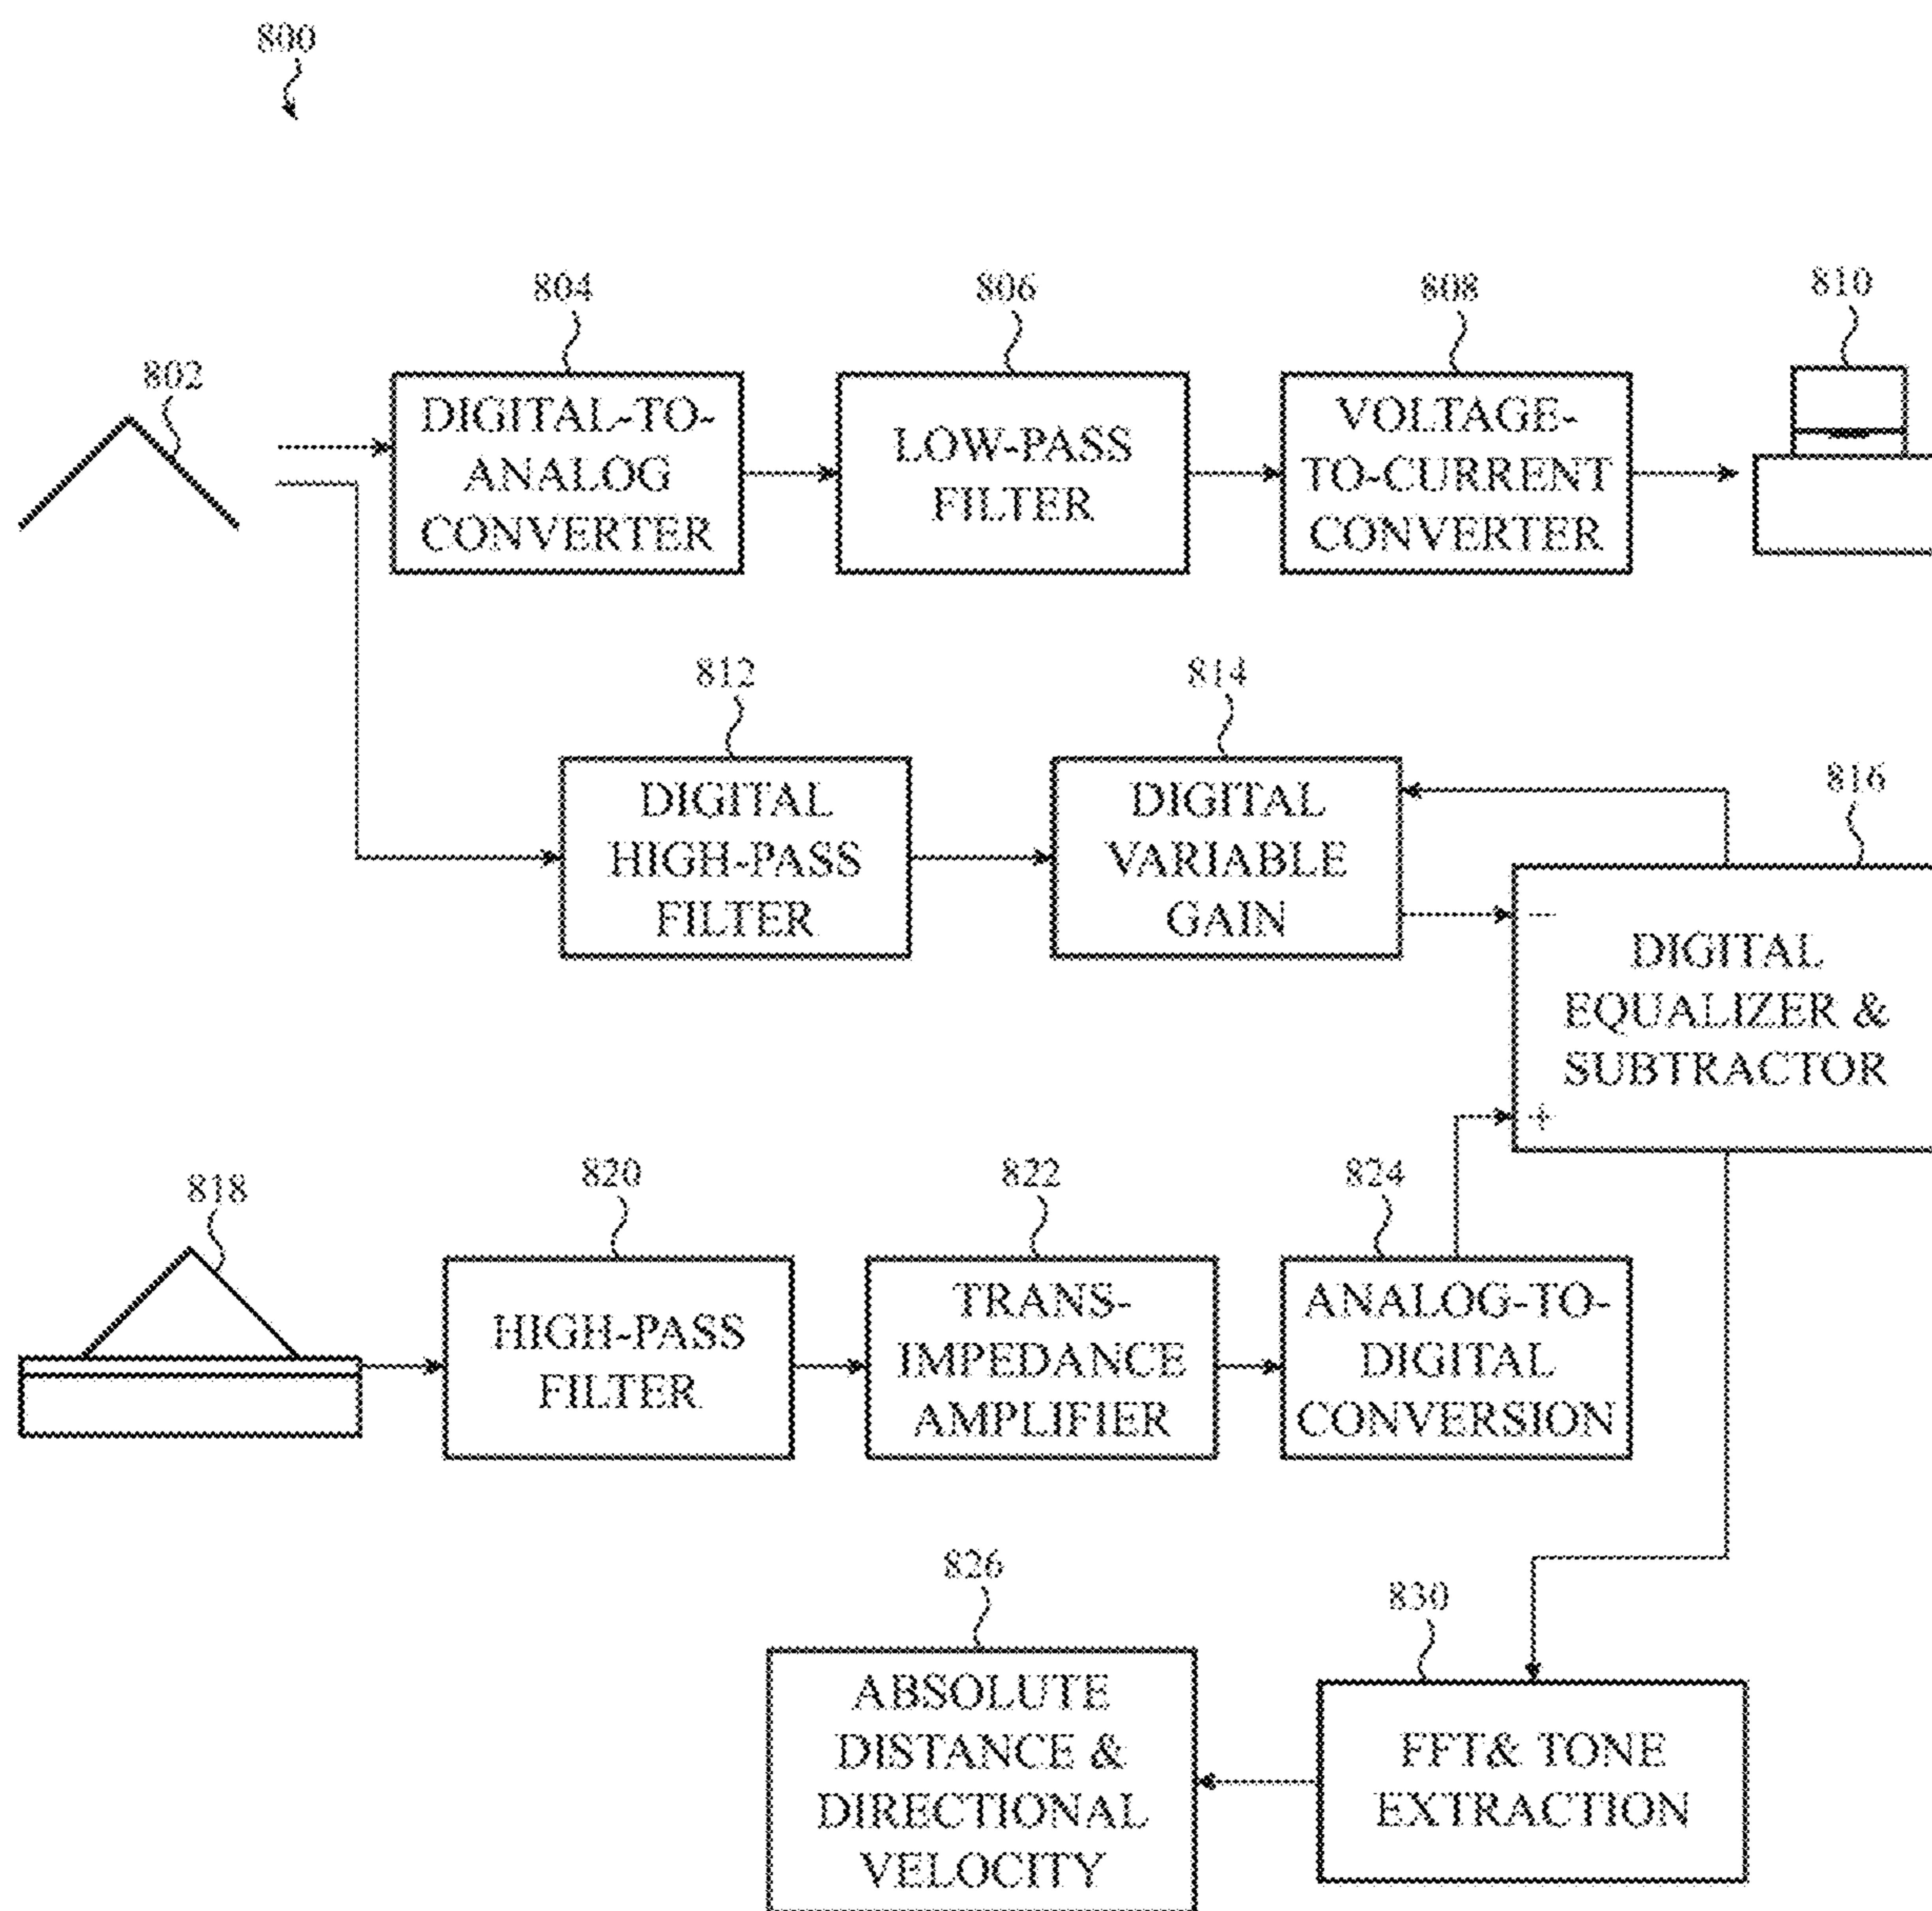 800
804
806
808
810
802
DIGITAL-TO-
ANALOG
CONVERTER
LOW-PASS
FILTER
VOLTAGE-
TO-CURRENT
CONVERTER
812
814
816
DIGITAL
HIGH-PASS
FILTER
DIGITAL
VARIABLE
GAIN
−
DIGITAL
EQUALIZER &
SUBTRACTOR
+
818
820
822
824
HIGH-PASS
FILTER
TRANS-
IMPEDANCE
AMPLIFIER
ANALOG-TO-
DIGITAL
CONVERSION
826
830
ABSOLUTE
DISTANCE &
DIRECTIONAL
VELOCITY
FFT& TONE
EXTRACTION